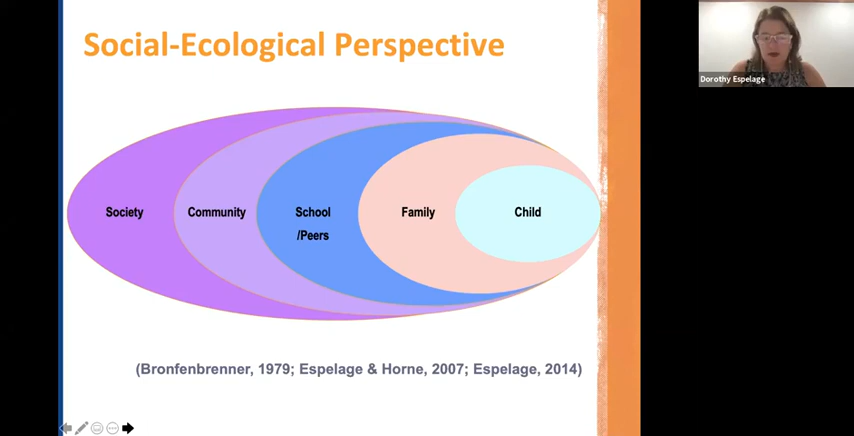 Social-Ecological Perspective
Dorothy Espelage
Society
Community
School
/Peers
Family
Child
(Bronfenbrenner, 1979; Espelage & Horne, 2007; Espelage, 2014)